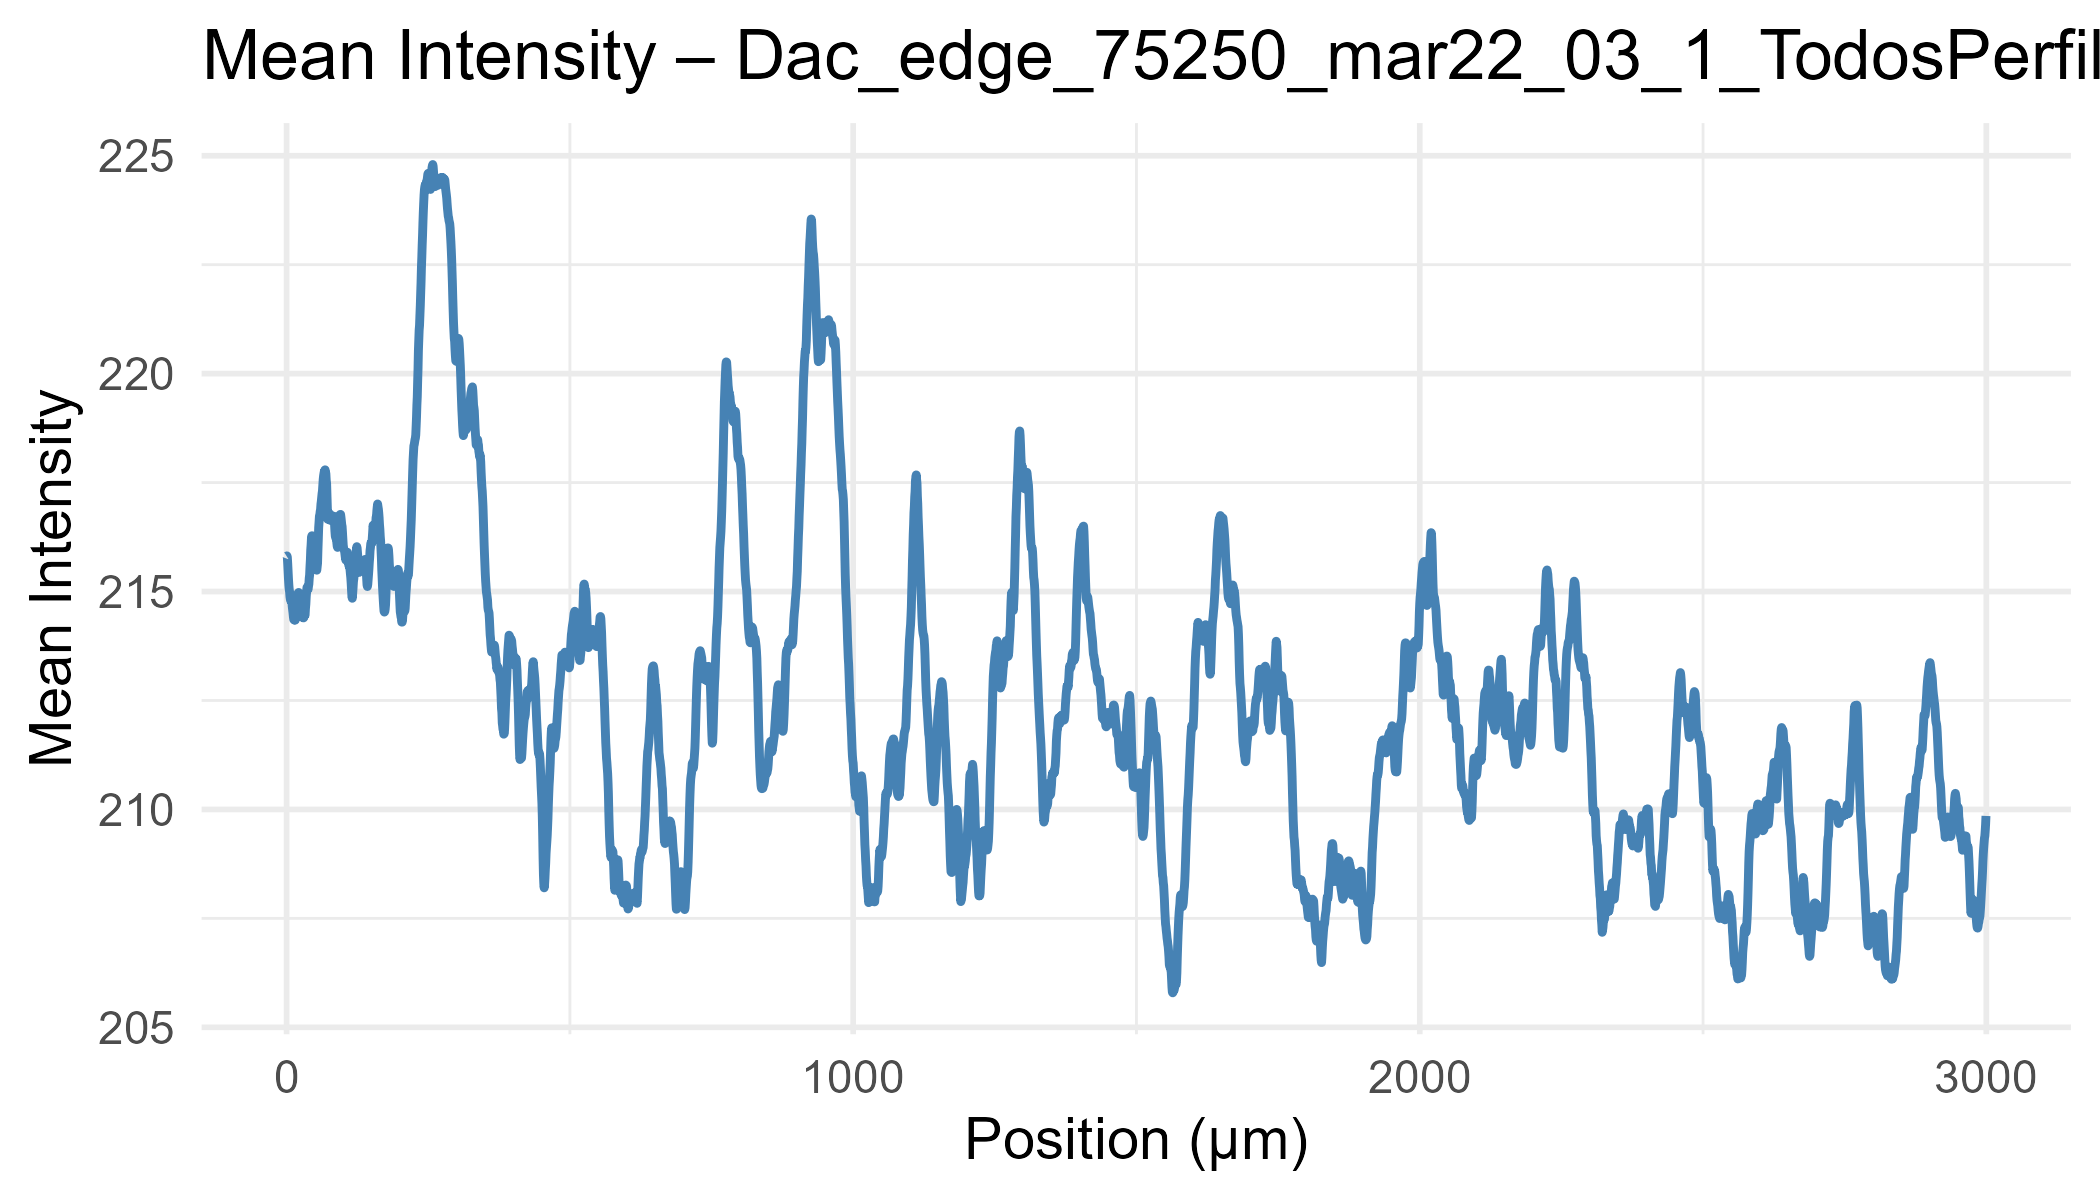 Mean Intensity – Dac_edge_75250_mar22_03_1_TodosPerfil
225
220
215
210
205
Mean Intensity
0 1000 2000 3000
Position (µm)